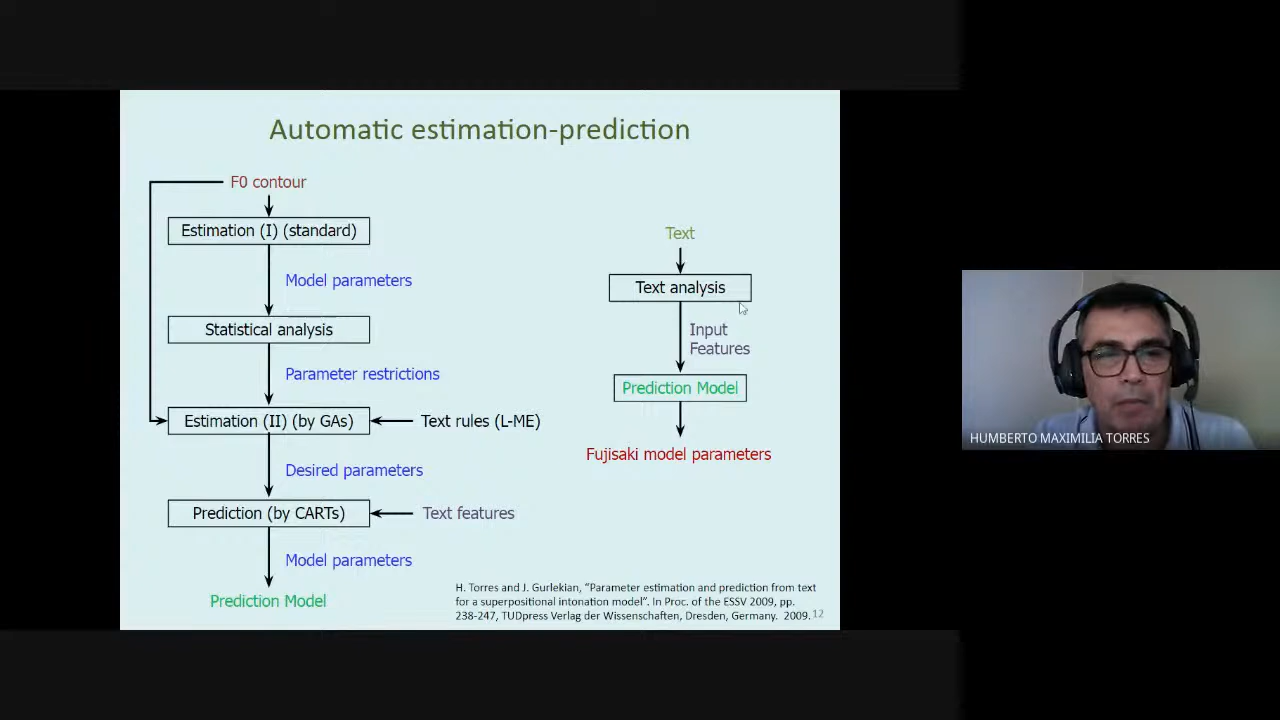 Automatic estimation-prediction
F0 contour
Estimation (I) (standard)
Model parameters
Statistical analysis
Parameter restrictions
Estimation (II) (by GAs)
Text rules (L-ME)
Desired parameters
Prediction (by CARTs)
Text features
Model parameters
Prediction Model
Text
Text analysis
Input
Features
Prediction Model
Fujisaki model parameters
H. Torres and J. Gurlekian, "Parameter estimation and prediction from text
for a superpositional intonation model". In Proc. of the ESSV 2009, pp.
238-247, TUDpress Verlag der Wissenschaften, Dresden, Germany. 2009.
12
HUMBERTO MAXIMILIA TORRES